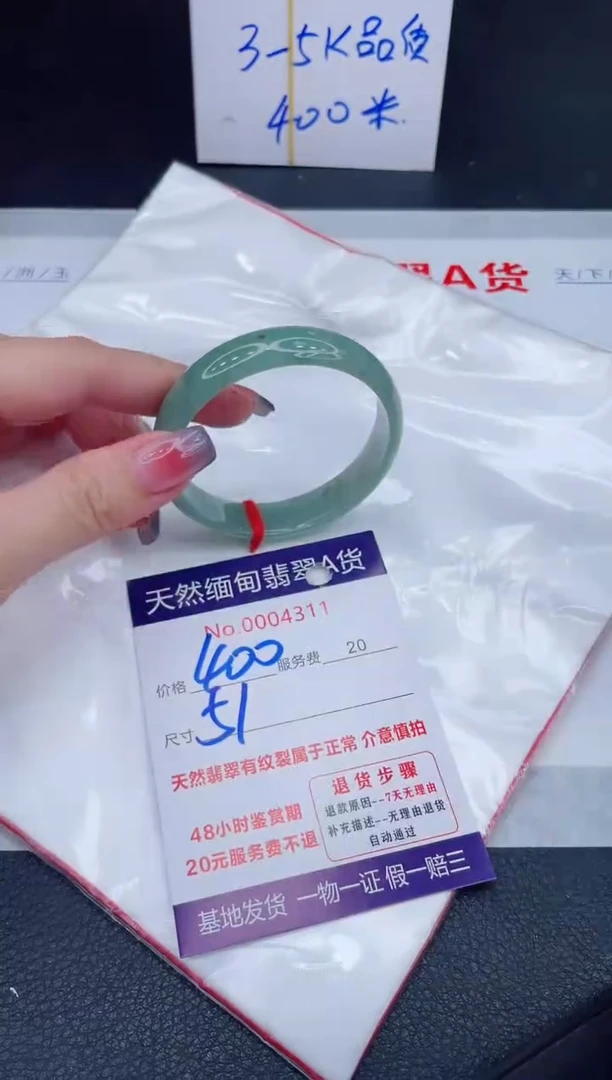 3-5K品质
400米.
翠A货
天然缅甸翡翠A货
No.0004311
价格 400 服务费 20
尺寸 51
天然翡翠有纹裂属于正常 介意慎拍
48小时鉴赏期
20元服务费不退
退货步骤
退款原因--7天无理由
补充描述--无理由退货
自动通过
基地发货 一物一证 假一赔三